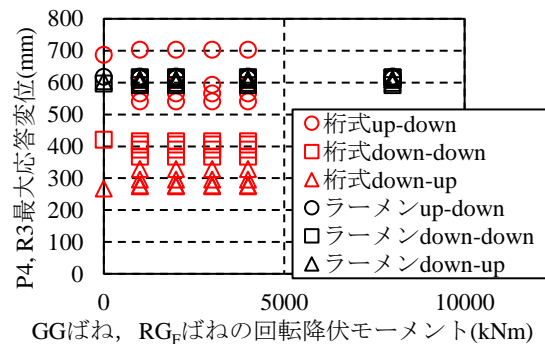 P4, R3最大応答変位(mm)
800
700
600
500
400
300
200
100
0
0
5000
10000
桁式up-down
桁式down-down
桁式down-up
ラーメンup-down
ラーメンdown-down
ラーメンdown-up
GGばね，RGFばねの回転降伏モーメント(kNm)